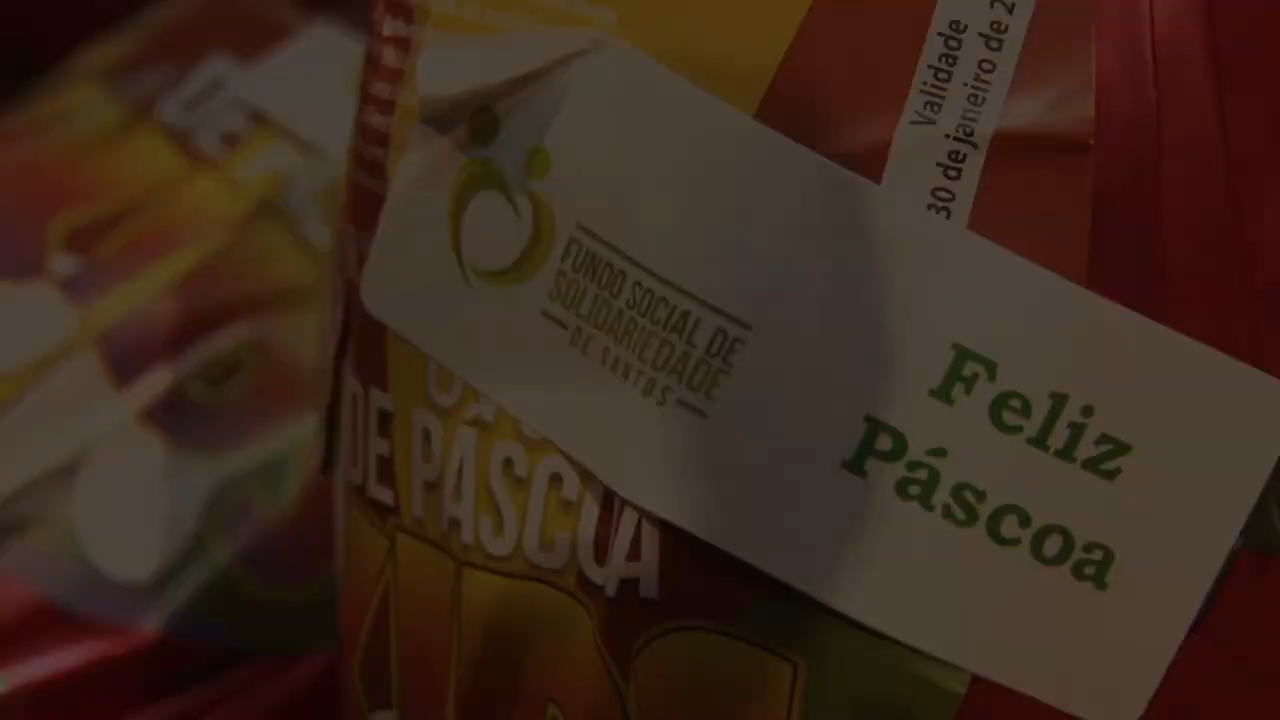 Validade
30 de janeiro de 2
FUNDO SOCIAL DE
SOLIDARIEDADE
DE SANTOS
Feliz
Páscoa
DE PÁSCOA